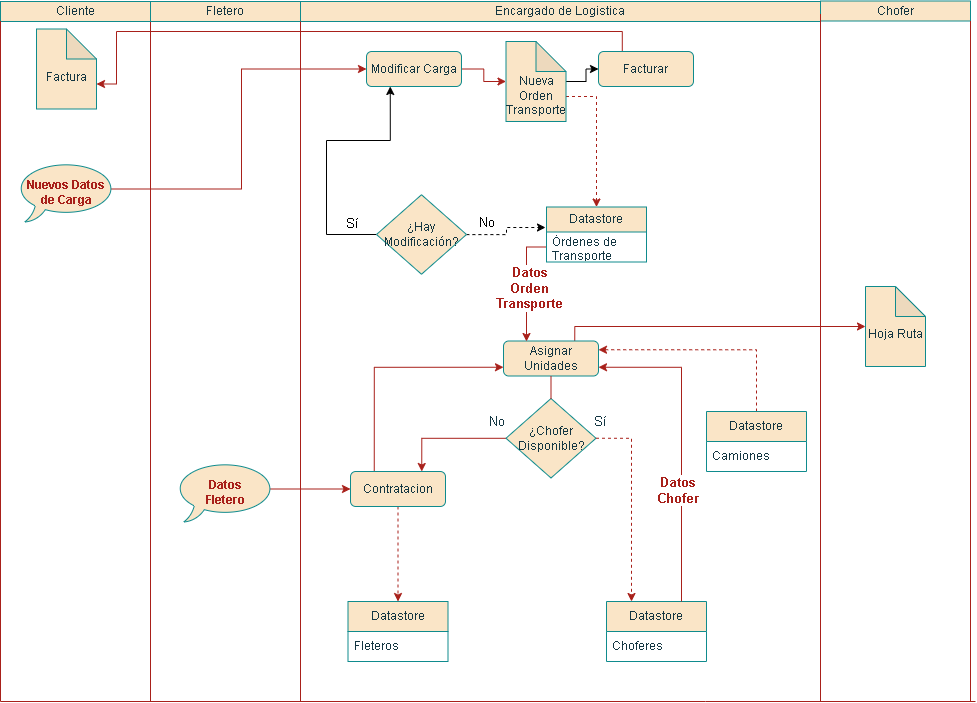 Cliente
Fletero
Encargado de Logistica
Chofer
Factura
Modificar Carga
Nueva
Orden
Transporte
Facturar
Nuevos Datos
de Carga
¿Hay
Modificación?
Sí
No
Datastore
Órdenes de
Transporte
Datos
Orden
Transporte
Hoja Ruta
Asignar
Unidades
No
¿Chofer
Disponible?
Sí
Datastore
Camiones
Datos
Fletero
Contratacion
Datos
Chofer
Datastore
Fleteros
Datastore
Choferes